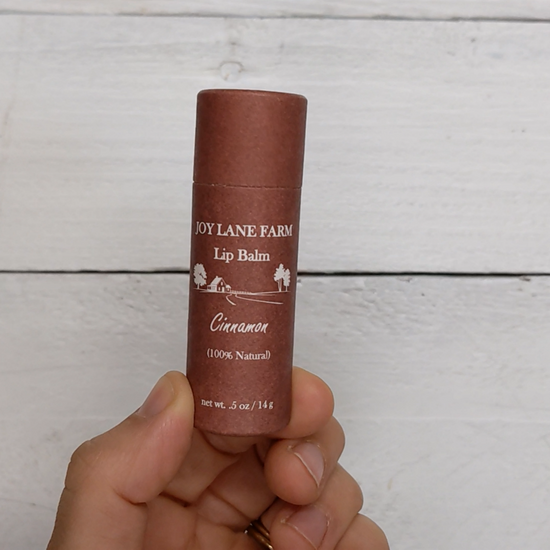 JOY LANE FARM
Lip Balm
Cinnamon
(100% Natural)
net wt. .5 oz / 14 g